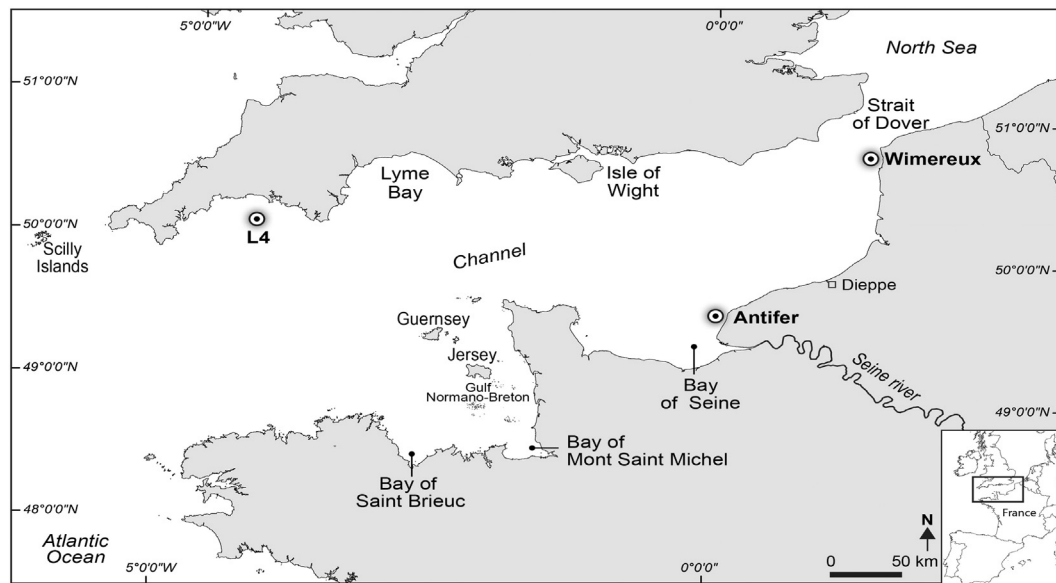 5°0'0"W
0°0'0"
North Sea
51°0'0"N
Strait
of Dover
51°0'0"N
Wimereux
Lyme
Bay
Isle of
Wight
50°0'0"N
L4
Scilly
Islands
Channel
50°0'0"N
Dieppe
Guernsey
Antifer
Jersey
Gulf
Normano-Breton
49°0'0"N
Bay
of Seine
Seine river
49°0'0"N
Bay of
Mont Saint Michel
Bay of
Saint Brieuc
48°0'0"N
France
Atlantic
Ocean
N
0 50 km
5°0'0"W
0°0'0"